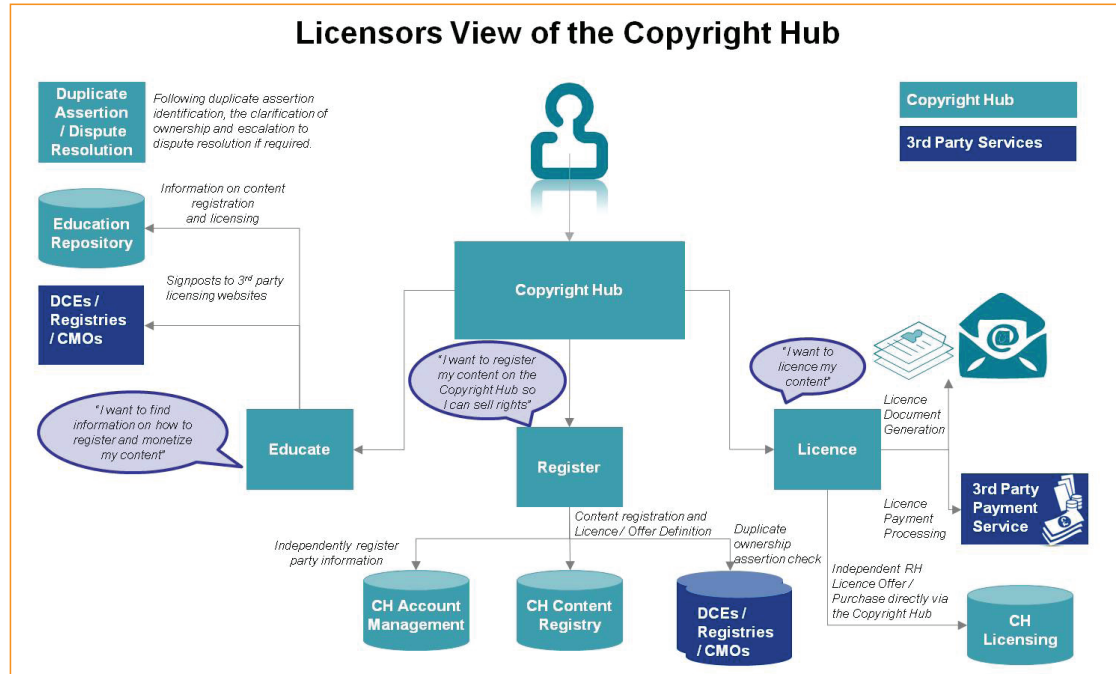 Licensors View of the Copyright Hub
Duplicate
Assertion
/ Dispute
Resolution
Following duplicate assertion
identification, the clarification of
ownership and escalation to
dispute resolution if required.
Copyright Hub
3rd Party Services
Information on content
registration
and licensing
Education
Repository
Signposts to 3rd party
licensing websites
DCEs /
Registries
/ CMOs
Copyright Hub
"I want to register
my content on the
Copyright Hub so
I can sell rights"
"I want to
licence my
content"
@
"I want to find
information on how to
register and monetize
my content"
Educate
Register
Licence
Licence
Document
Generation
Licence
Payment
Processing
3rd Party
Payment
Service
Content registration and
Licence / Offer Definition
Independently register
party information
Duplicate
ownership
assertion check
Independent RH
Licence Offer /
Purchase directly via
the Copyright Hub
CH Account
Management
CH Content
Registry
DCEs /
Registries
/ CMOs
CH
Licensing